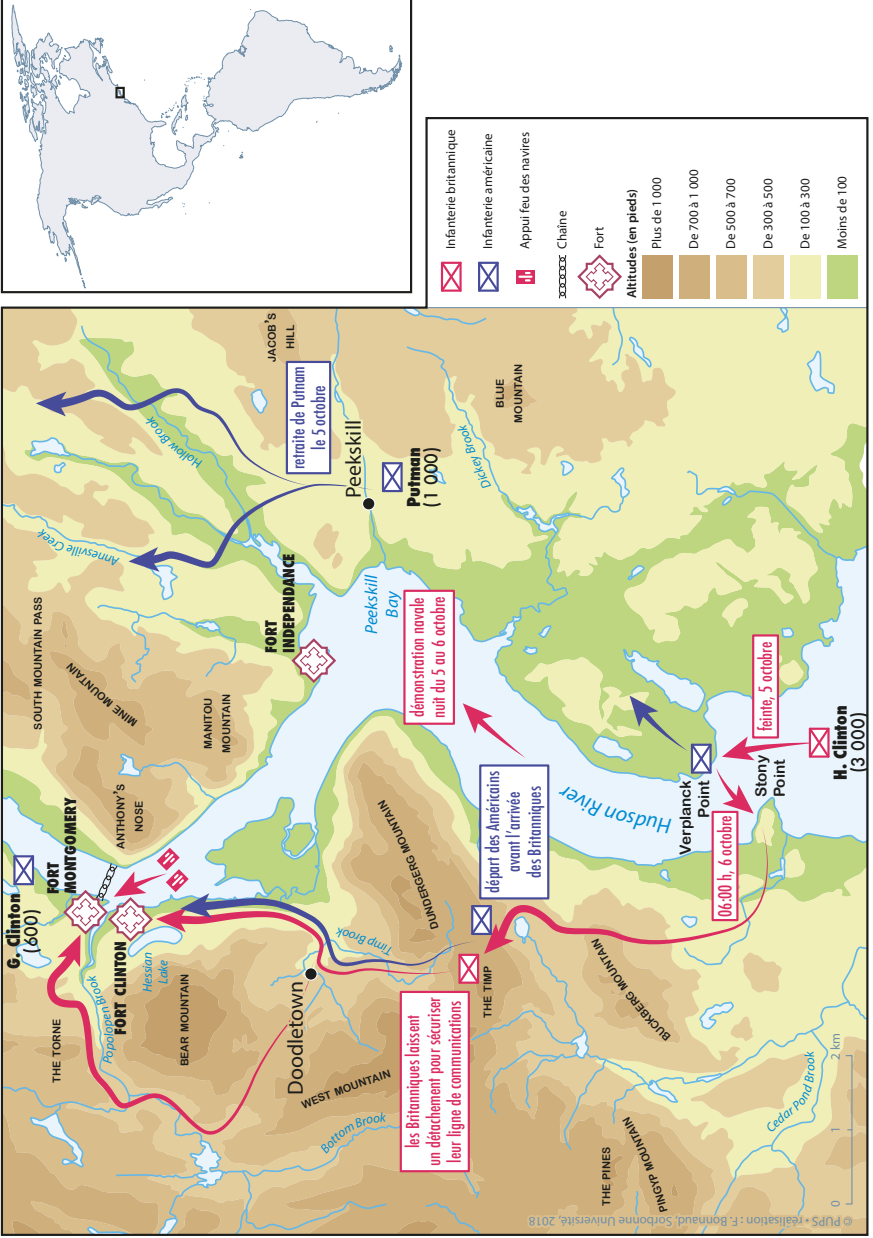 Infanterie britannique
Infanterie américaine
Appui feu des navires
Chaîne
Fort
Altitudes (en pieds)
Plus de 1 000
De 700 à 1 000
De 500 à 700
De 300 à 500
De 100 à 300
Moins de 100
SOUTH MOUNTAIN PASS
MINE MOUNTAIN
MANITOU
MOUNTAIN
ANTHONY'S
NOSE
Annesville Creek
Hollow Brook
JACOB'S
HILL
retraite de Putnam
le 5 octobre
Peekskill
Putman
(1 000)
Dickey Brook
BLUE
MOUNTAIN
FORT
INDEPENDANCE
Peekskill
Bay
démonstration navale
nuit du 5 au 6 octobre
G. Clinton
(600)
FORT
MONTGOMERY
FORT CLINTON
Popolopen Brook
THE TORNE
Hessian
Lake
BEAR MOUNTAIN
Doodletown
WEST MOUNTAIN
Bottom Brook
Timp Brook
DUNDERGERG MOUNTAIN
THE TIMP
départ des Américains
avant l'arrivée
des Britanniques
les Britanniques laissent
un détachement pour sécuriser
leur ligne de communications
BUCKBERG MOUNTAIN
Hudson River
Verplanck
Point
Stony
Point
feinte, 5 octobre
06:00 h, 6 octobre
H. Clinton
(3 000)
THE PINES
PINGYP MOUNTAIN
Cedar Pond Brook
0 1 2 km
© PUPS • réalisation : F. Bonnaud, Sorbonne Université, 2018